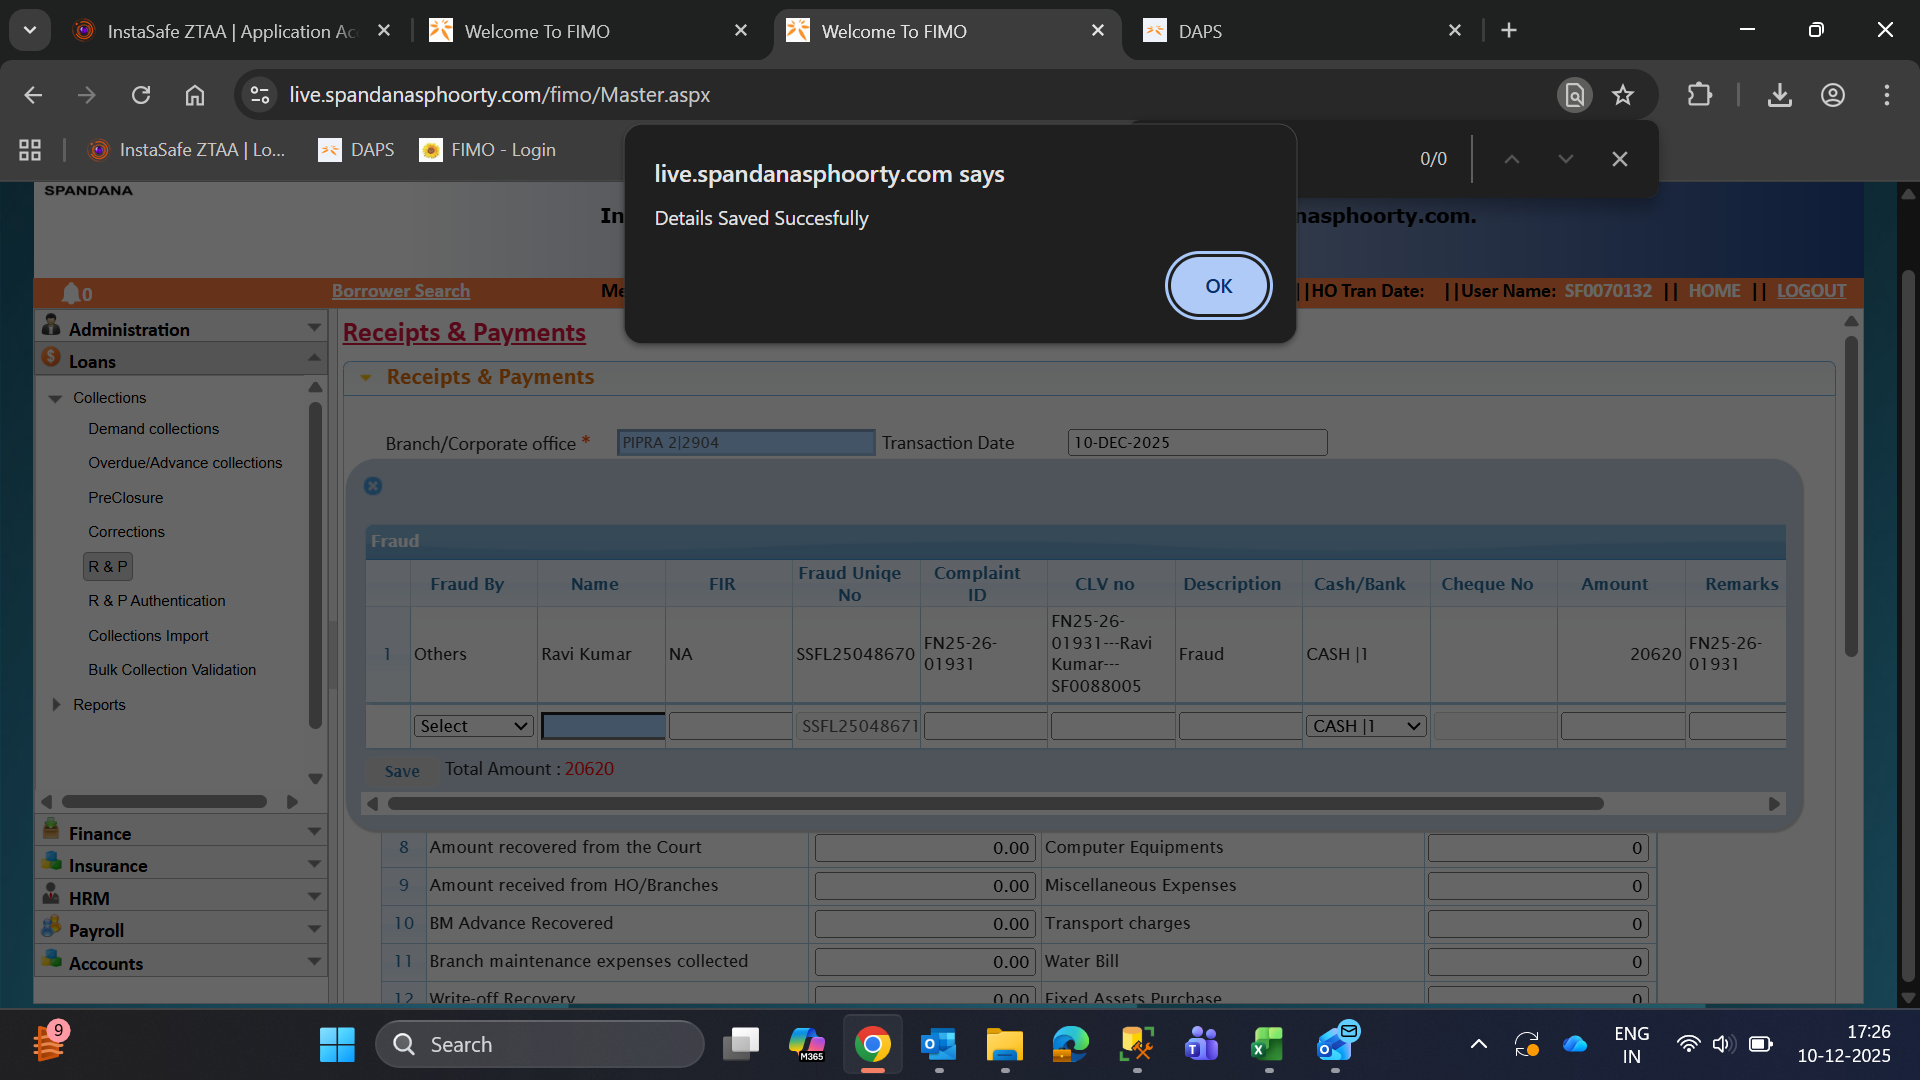 InstaSafe ZTAA | Application Acc
Welcome To FIMO
Welcome To FIMO
DAPS
live.spandanasphoorty.com/fimo/Master.aspx
InstaSafe ZTAA | Lo...
DAPS
FIMO - Login
0/0
live.spandanasphoorty.com says
Details Saved Succesfully
OK
SPANDANA
In
nasphoorty.com.
0
Borrower Search
Me
||HO Tran Date: ||User Name: SF0070132 || HOME || LOGOUT
Administration
Loans
Collections
Demand collections
Overdue/Advance collections
PreClosure
Corrections
R & P
R & P Authentication
Collections Import
Bulk Collection Validation
Reports
Finance
Insurance
HRM
Payroll
Accounts
Receipts & Payments
Receipts & Payments
Branch/Corporate office * PIPRA 2|2904 Transaction Date 10-DEC-2025
Fraud
Fraud By Name FIR Fraud Uniqe No Complaint ID CLV no Description Cash/Bank Cheque No Amount Remarks
1 Others Ravi Kumar NA SSFL25048670 FN25-26-01931 FN25-26-01931---Ravi Kumar---SF0088005 Fraud CASH |1 20620 FN25-26-01931
Select SSFL25048671 CASH |1
Save Total Amount : 20620
8 Amount recovered from the Court 0.00 Computer Equipments 0
9 Amount received from HO/Branches 0.00 Miscellaneous Expenses 0
10 BM Advance Recovered 0.00 Transport charges 0
11 Branch maintenance expenses collected 0.00 Water Bill 0
12 Write-off Recovery 0.00 Fixed Assets Purchase 0
9
Search
M365
ENG
IN
17:26
10-12-2025